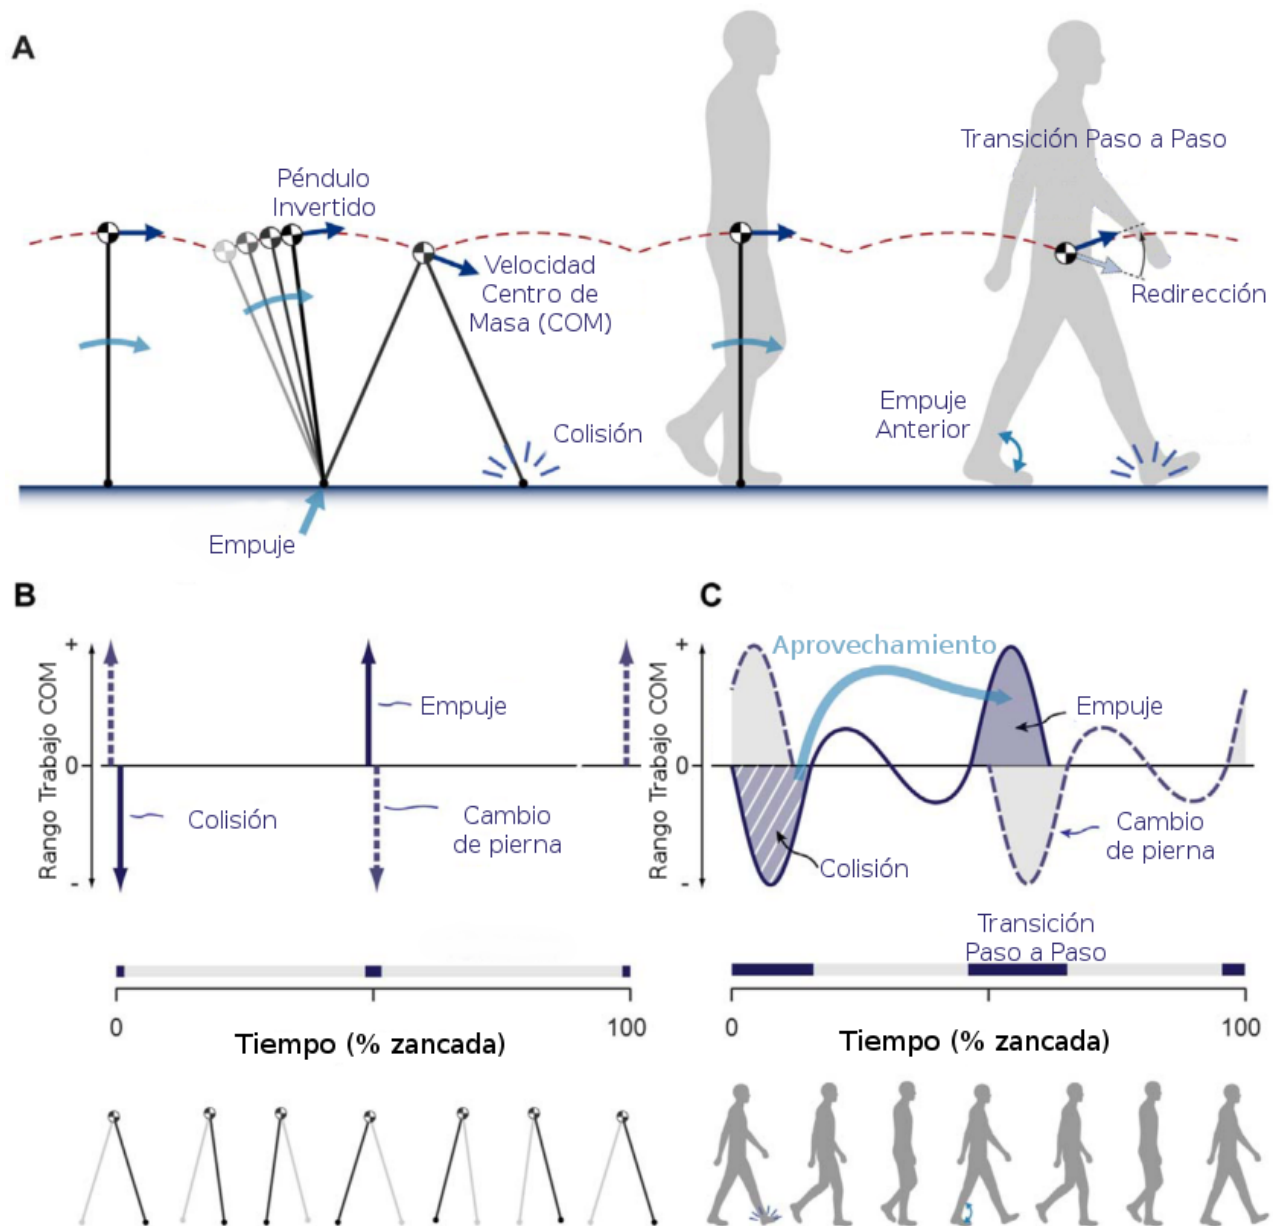 A
Péndulo
Invertido
Velocidad
Centro de
Masa (COM)
Colisión
Empuje
Transición Paso a Paso
Redirección
Empuje
Anterior
B
Rango Trabajo COM
+
0
-
Empuje
Colisión
Cambio
de pierna
0
100
Tiempo (% zancada)
C
Rango Trabajo COM
+
0
-
Aprovechamiento
Empuje
Colisión
Cambio
de pierna
Transición
Paso a Paso
0
100
Tiempo (% zancada)